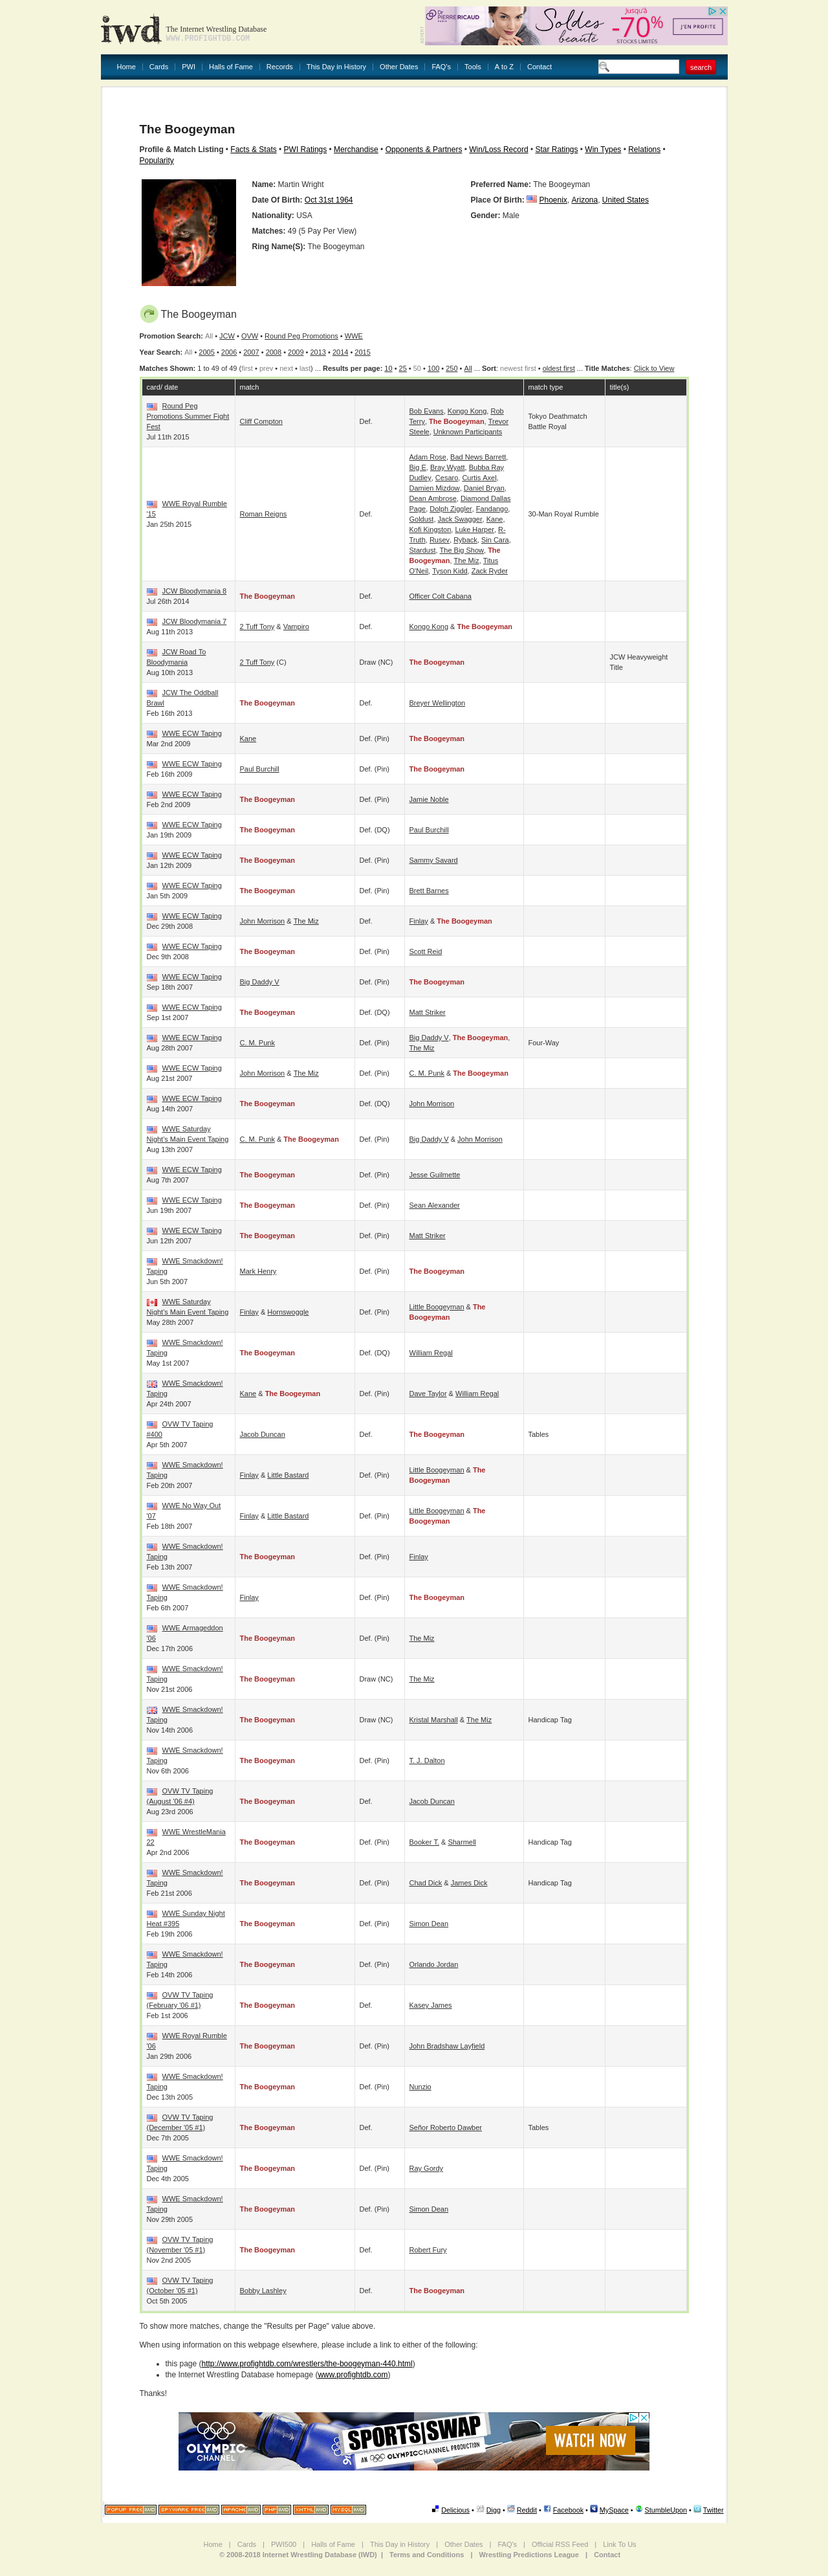 iwd The Internet Wrestling Database
WWW.PROFIGHTDB.COM
Dr PIERRE RICAUD Soldes beauté jusqu'à -70% STOCKS LIMITÉS J'EN PROFITE
Home | Cards | PWI | Halls of Fame | Records | This Day in History | Other Dates | FAQ's | Tools | A to Z | Contact search
The Boogeyman
Profile & Match Listing • Facts & Stats • PWI Ratings • Merchandise • Opponents & Partners • Win/Loss Record • Star Ratings • Win Types • Relations •
Popularity
Name: Martin Wright Preferred Name: The Boogeyman
Date Of Birth: Oct 31st 1964 Place Of Birth: Phoenix, Arizona, United States
Nationality: USA Gender: Male
Matches: 49 (5 Pay Per View)
Ring Name(S): The Boogeyman
The Boogeyman
Promotion Search: All • JCW • OVW • Round Peg Promotions • WWE
Year Search: All • 2005 • 2006 • 2007 • 2008 • 2009 • 2013 • 2014 • 2015
Matches Shown: 1 to 49 of 49 (first • prev • next • last) ... Results per page: 10 • 25 • 50 • 100 • 250 • All ... Sort: newest first • oldest first ... Title Matches: Click to View
card/ date match match type title(s)
Round Peg Promotions Summer Fight Fest Jul 11th 2015 Cliff Compton Def. Bob Evans, Kongo Kong, Rob Terry, The Boogeyman, Trevor Steele, Unknown Participants Tokyo Deathmatch Battle Royal
WWE Royal Rumble '15 Jan 25th 2015 Roman Reigns Def. Adam Rose, Bad News Barrett, Big E, Bray Wyatt, Bubba Ray Dudley, Cesaro, Curtis Axel, Damien Mizdow, Daniel Bryan, Dean Ambrose, Diamond Dallas Page, Dolph Ziggler, Fandango, Goldust, Jack Swagger, Kane, Kofi Kingston, Luke Harper, R-Truth, Rusev, Ryback, Sin Cara, Stardust, The Big Show, The Boogeyman, The Miz, Titus O'Neil, Tyson Kidd, Zack Ryder 30-Man Royal Rumble
JCW Bloodymania 8 Jul 26th 2014 The Boogeyman Def. Officer Colt Cabana
JCW Bloodymania 7 Aug 11th 2013 2 Tuff Tony & Vampiro Def. Kongo Kong & The Boogeyman
JCW Road To Bloodymania Aug 10th 2013 2 Tuff Tony (C) Draw (NC) The Boogeyman JCW Heavyweight Title
JCW The Oddball Brawl Feb 16th 2013 The Boogeyman Def. Breyer Wellington
WWE ECW Taping Mar 2nd 2009 Kane Def. (Pin) The Boogeyman
WWE ECW Taping Feb 16th 2009 Paul Burchill Def. (Pin) The Boogeyman
WWE ECW Taping Feb 2nd 2009 The Boogeyman Def. (Pin) Jamie Noble
WWE ECW Taping Jan 19th 2009 The Boogeyman Def. (DQ) Paul Burchill
WWE ECW Taping Jan 12th 2009 The Boogeyman Def. (Pin) Sammy Savard
WWE ECW Taping Jan 5th 2009 The Boogeyman Def. (Pin) Brett Barnes
WWE ECW Taping Dec 29th 2008 John Morrison & The Miz Def. Finlay & The Boogeyman
WWE ECW Taping Dec 9th 2008 The Boogeyman Def. (Pin) Scott Reid
WWE ECW Taping Sep 18th 2007 Big Daddy V Def. (Pin) The Boogeyman
WWE ECW Taping Sep 1st 2007 The Boogeyman Def. (DQ) Matt Striker
WWE ECW Taping Aug 28th 2007 C. M. Punk Def. (Pin) Big Daddy V, The Boogeyman, The Miz Four-Way
WWE ECW Taping Aug 21st 2007 John Morrison & The Miz Def. (Pin) C. M. Punk & The Boogeyman
WWE ECW Taping Aug 14th 2007 The Boogeyman Def. (DQ) John Morrison
WWE Saturday Night's Main Event Taping Aug 13th 2007 C. M. Punk & The Boogeyman Def. (Pin) Big Daddy V & John Morrison
WWE ECW Taping Aug 7th 2007 The Boogeyman Def. (Pin) Jesse Guilmette
WWE ECW Taping Jun 19th 2007 The Boogeyman Def. (Pin) Sean Alexander
WWE ECW Taping Jun 12th 2007 The Boogeyman Def. (Pin) Matt Striker
WWE Smackdown! Taping Jun 5th 2007 Mark Henry Def. (Pin) The Boogeyman
WWE Saturday Night's Main Event Taping May 28th 2007 Finlay & Hornswoggle Def. (Pin) Little Boogeyman & The Boogeyman
WWE Smackdown! Taping May 1st 2007 The Boogeyman Def. (DQ) William Regal
WWE Smackdown! Taping Apr 24th 2007 Kane & The Boogeyman Def. (Pin) Dave Taylor & William Regal
OVW TV Taping #400 Apr 5th 2007 Jacob Duncan Def. The Boogeyman Tables
WWE Smackdown! Taping Feb 20th 2007 Finlay & Little Bastard Def. (Pin) Little Boogeyman & The Boogeyman
WWE No Way Out '07 Feb 18th 2007 Finlay & Little Bastard Def. (Pin) Little Boogeyman & The Boogeyman
WWE Smackdown! Taping Feb 13th 2007 The Boogeyman Def. (Pin) Finlay
WWE Smackdown! Taping Feb 6th 2007 Finlay Def. (Pin) The Boogeyman
WWE Armageddon '06 Dec 17th 2006 The Boogeyman Def. (Pin) The Miz
WWE Smackdown! Taping Nov 21st 2006 The Boogeyman Draw (NC) The Miz
WWE Smackdown! Taping Nov 14th 2006 The Boogeyman Draw (NC) Kristal Marshall & The Miz Handicap Tag
WWE Smackdown! Taping Nov 6th 2006 The Boogeyman Def. (Pin) T. J. Dalton
OVW TV Taping (August '06 #4) Aug 23rd 2006 The Boogeyman Def. Jacob Duncan
WWE WrestleMania 22 Apr 2nd 2006 The Boogeyman Def. (Pin) Booker T. & Sharmell Handicap Tag
WWE Smackdown! Taping Feb 21st 2006 The Boogeyman Def. (Pin) Chad Dick & James Dick Handicap Tag
WWE Sunday Night Heat #395 Feb 19th 2006 The Boogeyman Def. (Pin) Simon Dean
WWE Smackdown! Taping Feb 14th 2006 The Boogeyman Def. (Pin) Orlando Jordan
OVW TV Taping (February '06 #1) Feb 1st 2006 The Boogeyman Def. Kasey James
WWE Royal Rumble '06 Jan 29th 2006 The Boogeyman Def. (Pin) John Bradshaw Layfield
WWE Smackdown! Taping Dec 13th 2005 The Boogeyman Def. (Pin) Nunzio
OVW TV Taping (December '05 #1) Dec 7th 2005 The Boogeyman Def. Señor Roberto Dawber Tables
WWE Smackdown! Taping Dec 4th 2005 The Boogeyman Def. (Pin) Ray Gordy
WWE Smackdown! Taping Nov 29th 2005 The Boogeyman Def. (Pin) Simon Dean
OVW TV Taping (November '05 #1) Nov 2nd 2005 The Boogeyman Def. Robert Fury
OVW TV Taping (October '05 #1) Oct 5th 2005 Bobby Lashley Def. The Boogeyman
To show more matches, change the "Results per Page" value above.
When using information on this webpage elsewhere, please include a link to either of the following:
• this page (http://www.profightdb.com/wrestlers/the-boogeyman-440.html)
• the Internet Wrestling Database homepage (www.profightdb.com)
Thanks!
OLYMPIC CHANNEL SPORTS SWAP AN OLYMPIC CHANNEL ORIGINAL PRODUCTION WATCH NOW
POPUP FREE IWD SPYWARE FREE IWD APACHE IWD PHP IWD XHTML IWD MYSQL IWD Delicious • Digg • Reddit • Facebook • MySpace • StumbleUpon • Twitter
Home | Cards | PWI500 | Halls of Fame | This Day in History | Other Dates | FAQ's | Official RSS Feed | Link To Us
© 2008-2018 Internet Wrestling Database (IWD) | Terms and Conditions | Wrestling Predictions League | Contact